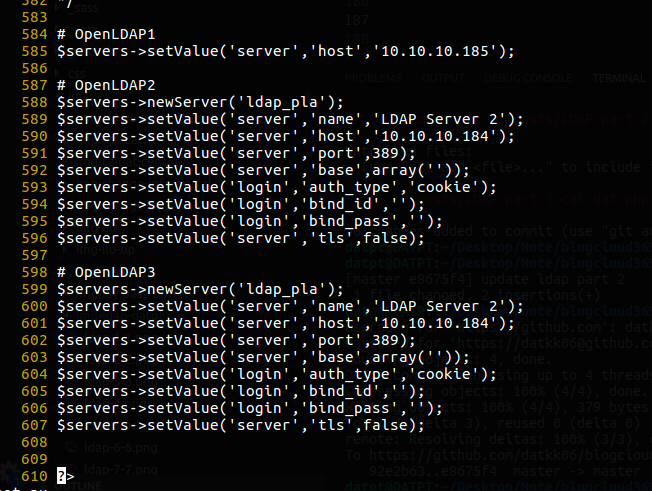 582 */
583
584 # OpenLDAP1
585 $servers->setValue('server','host','10.10.10.185');
586
587 # OpenLDAP2
588 $servers->newServer('ldap_pla');
589 $servers->setValue('server','name','LDAP Server 2');
590 $servers->setValue('server','host','10.10.10.184');
591 $servers->setValue('server','port',389);
592 $servers->setValue('server','base',array(''));
593 $servers->setValue('login','auth_type','cookie');
594 $servers->setValue('login','bind_id','');
595 $servers->setValue('login','bind_pass','');
596 $servers->setValue('server','tls',false);
597
598 # OpenLDAP3
599 $servers->newServer('ldap_pla');
600 $servers->setValue('server','name','LDAP Server 2');
601 $servers->setValue('server','host','10.10.10.184');
602 $servers->setValue('server','port',389);
603 $servers->setValue('server','base',array(''));
604 $servers->setValue('login','auth_type','cookie');
605 $servers->setValue('login','bind_id','');
606 $servers->setValue('login','bind_pass','');
607 $servers->setValue('server','tls',false);
608
609
610 ?>